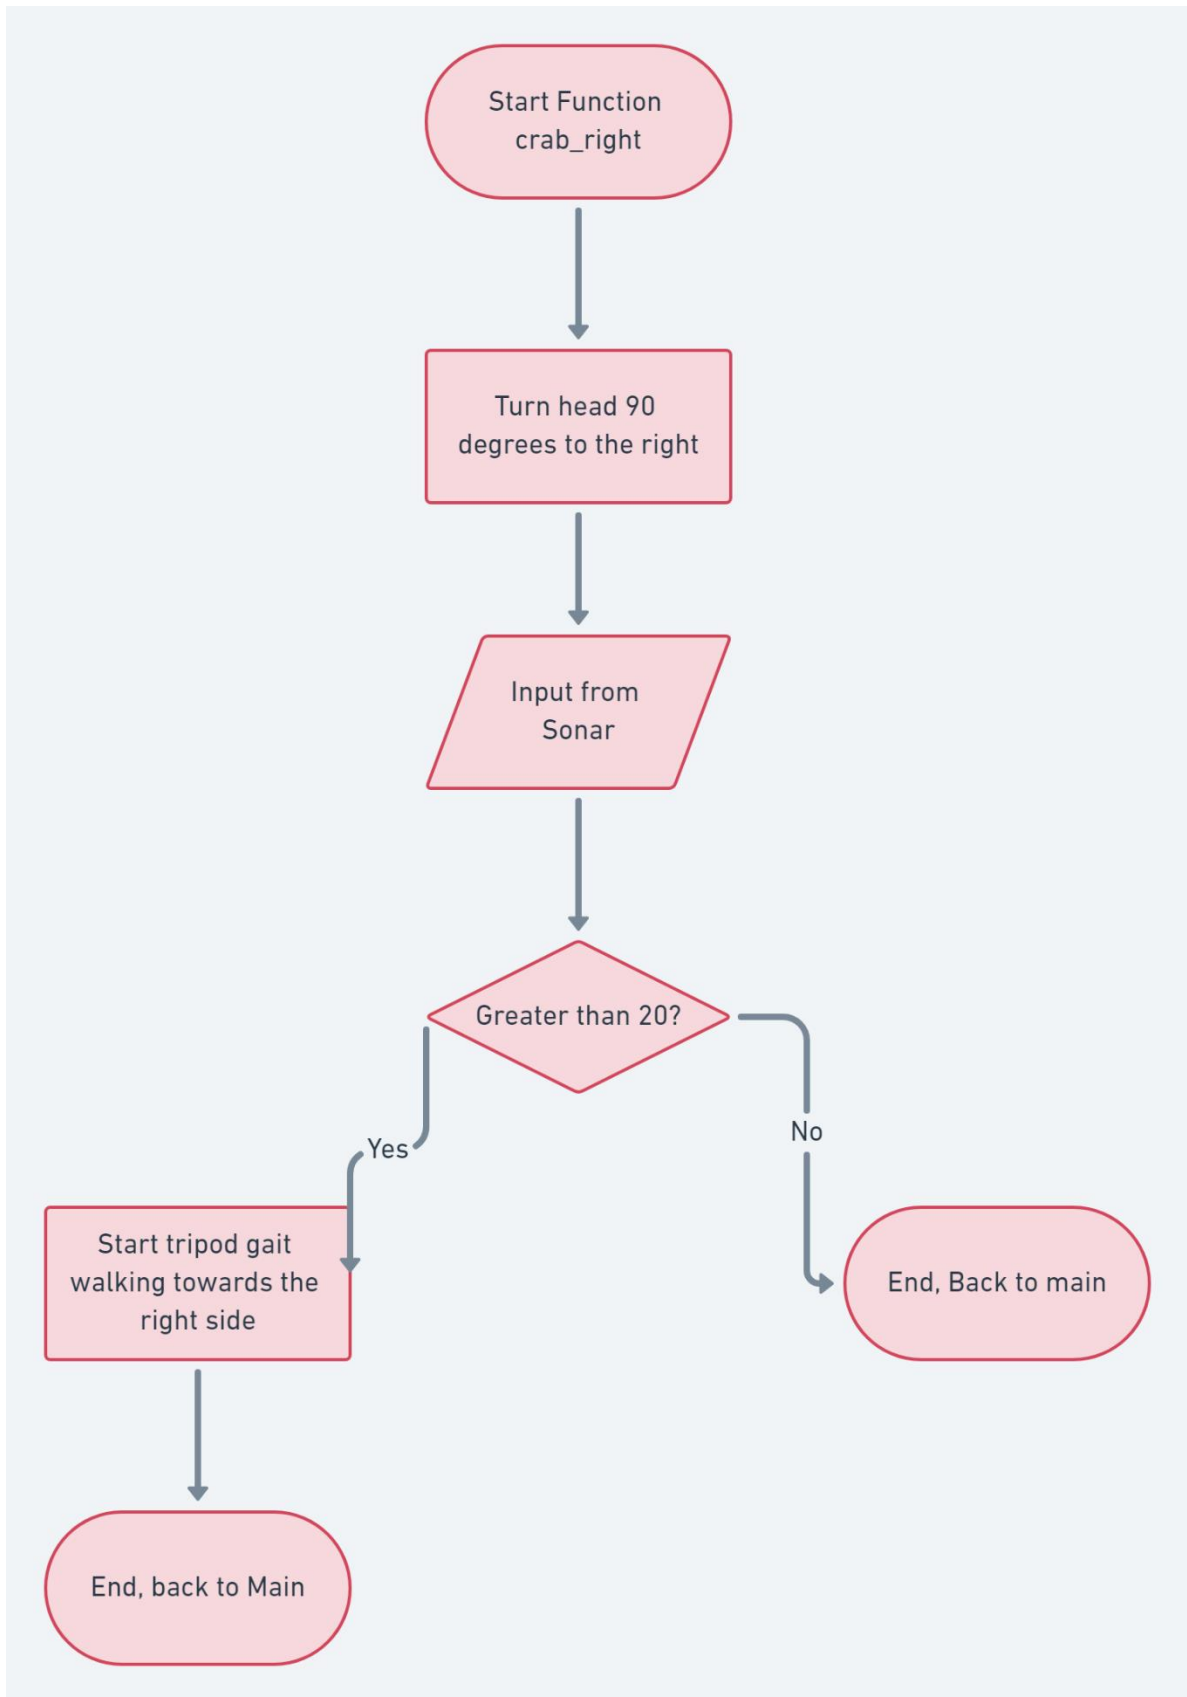 Start Function
crab_right
Turn head 90
degrees to the right
Input from
Sonar
Greater than 20?
Yes
No
Start tripod gait
walking towards the
right side
End, Back to main
End, back to Main